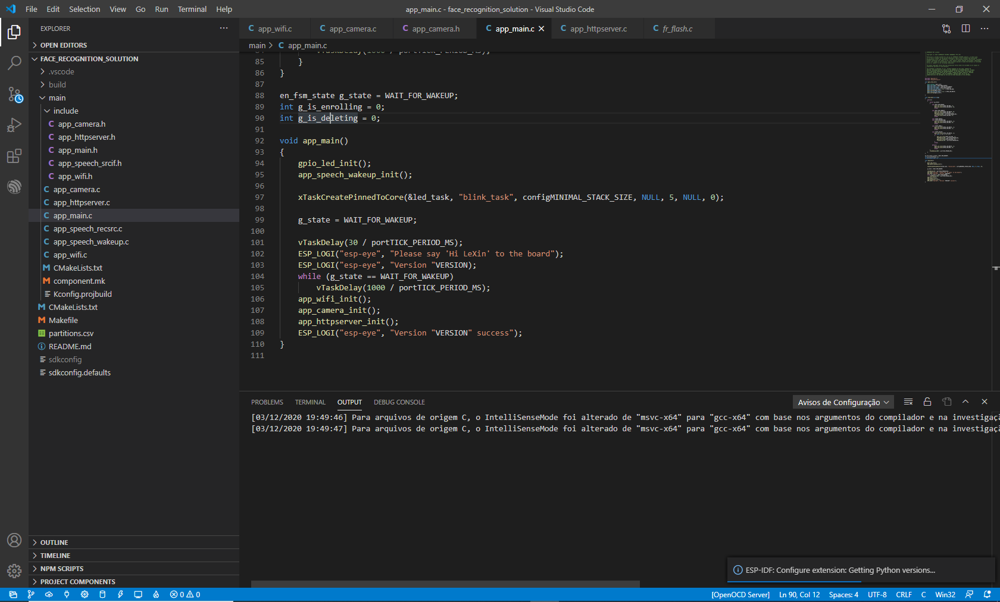 File Edit Selection View Go Run Terminal Help
app_main.c - face_recognition_solution - Visual Studio Code
EXPLORER
OPEN EDITORS
FACE_RECOGNITION_SOLUTION
.vscode
build
main
include
app_camera.h
app_httpserver.h
app_main.h
app_speech_srcif.h
app_wifi.h
app_camera.c
app_httpserver.c
app_main.c
app_speech_recsrc.c
app_speech_wakeup.c
app_wifi.c
CMakeLists.txt
component.mk
Kconfig.projbuild
CMakeLists.txt
Makefile
partitions.csv
README.md
sdkconfig
sdkconfig.defaults
OUTLINE
TIMELINE
NPM SCRIPTS
PROJECT COMPONENTS
app_wifi.c app_camera.c app_camera.h app_main.c app_httpserver.c fr_flash.c
main > app_main.c
84 vTaskDelay(1000 / portTICK_PERIOD_MS);
85 }
86 }
87
88 en_fsm_state g_state = WAIT_FOR_WAKEUP;
89 int g_is_enrolling = 0;
90 int g_is_deleting = 0;
91
92 void app_main()
93 {
94 gpio_led_init();
95 app_speech_wakeup_init();
96
97 xTaskCreatePinnedToCore(&led_task, "blink_task", configMINIMAL_STACK_SIZE, NULL, 5, NULL, 0);
98
99 g_state = WAIT_FOR_WAKEUP;
100
101 vTaskDelay(30 / portTICK_PERIOD_MS);
102 ESP_LOGI("esp-eye", "Please say 'Hi LeXin' to the board");
103 ESP_LOGI("esp-eye", "Version "VERSION);
104 while (g_state == WAIT_FOR_WAKEUP)
105 vTaskDelay(1000 / portTICK_PERIOD_MS);
106 app_wifi_init();
107 app_camera_init();
108 app_httpserver_init();
109 ESP_LOGI("esp-eye", "Version "VERSION" success");
110 }
111
PROBLEMS TERMINAL OUTPUT DEBUG CONSOLE Avisos de Configuração
[03/12/2020 19:49:46] Para arquivos de origem C, o IntelliSenseMode foi alterado de "msvc-x64" para "gcc-x64" com base nos argumentos do compilador e na investigaç
[03/12/2020 19:49:47] Para arquivos de origem C, o IntelliSenseMode foi alterado de "msvc-x64" para "gcc-x64" com base nos argumentos do compilador e na investigaç
ESP-IDF: Configure extension: Getting Python versions...
0 0 [OpenOCD Server] Ln 90, Col 12 Spaces: 4 UTF-8 CRLF C Win32